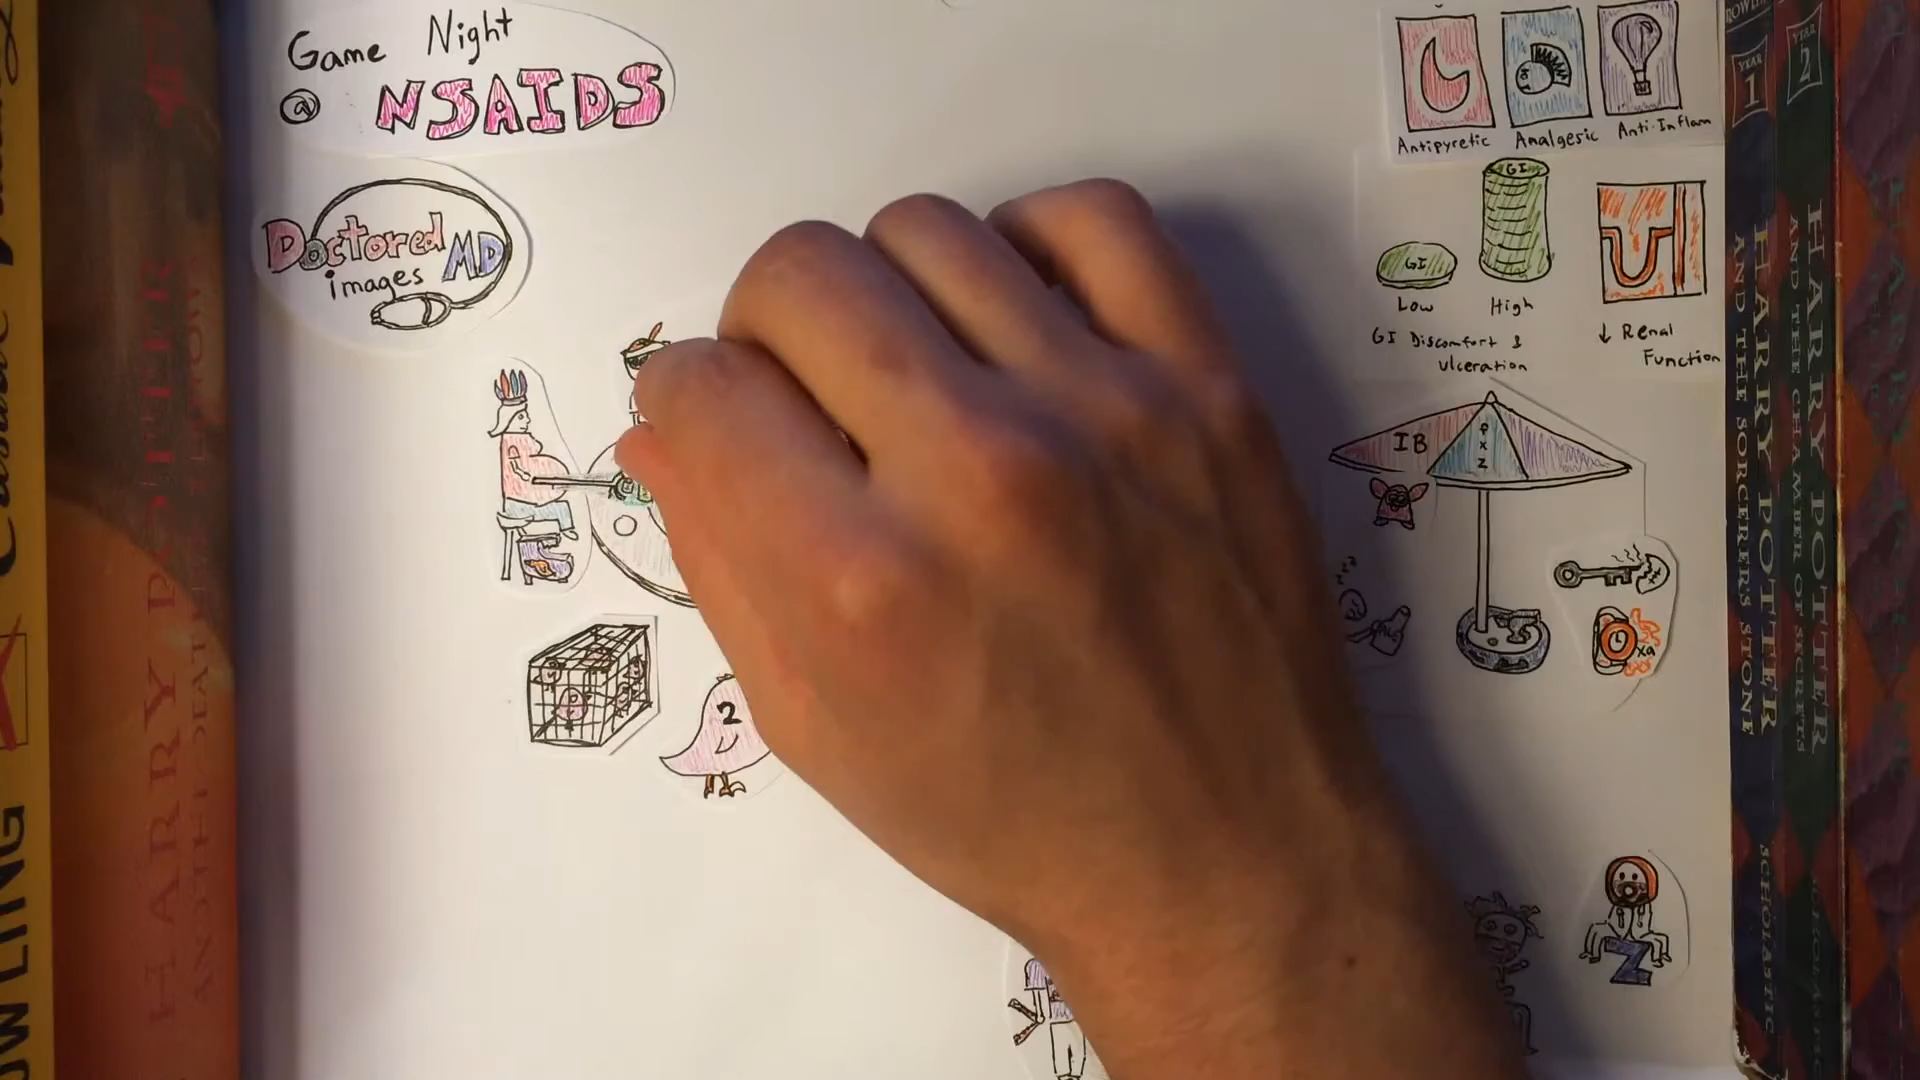 Game Night
@ NSAIDS
Doctored
images MD
Antipyretic
Analgesic
Anti-Inflam
GI
GI
Low
High
GI Discomfort &
ulceration
↓ Renal
Function
IB
PXZ
xa
2
HARRY POTTER
YEAR 1
HARRY POTTER
AND THE SORCERER'S STONE
SCHOLASTIC
YEAR 2
HARRY POTTER
AND THE CHAMBER OF SECRETS